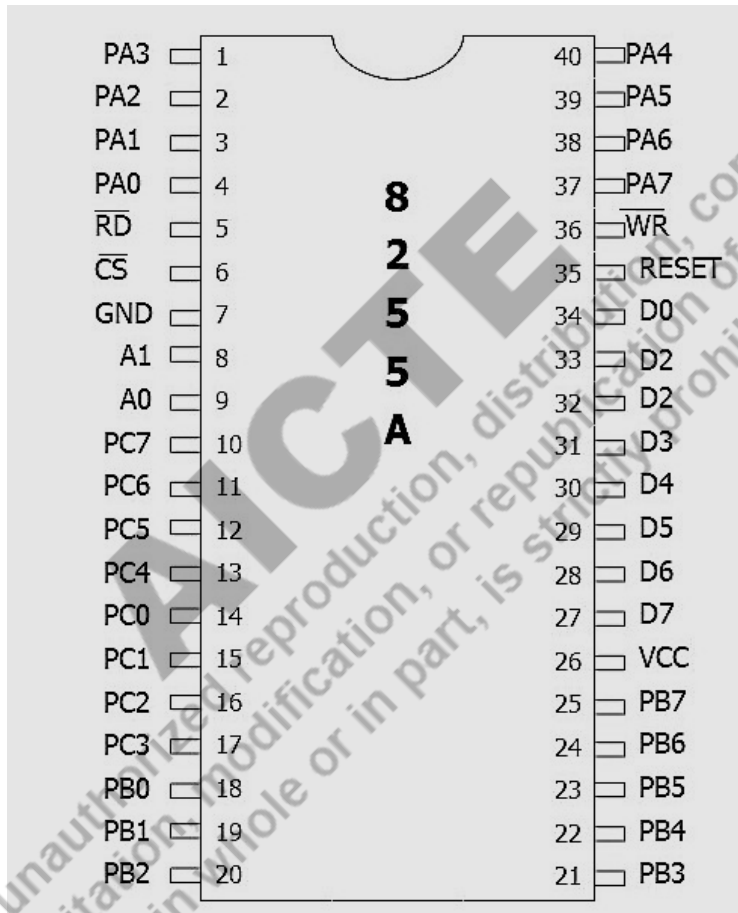 PA3 1 40 PA4
PA2 2 39 PA5
PA1 3 38 PA6
PA0 4 37 PA7
RD 5 36 WR
CS 6 35 RESET
GND 7 34 D0
A1 8 33 D2
A0 9 32 D2
PC7 10 31 D3
PC6 11 30 D4
PC5 12 29 D5
PC4 13 28 D6
PC0 14 27 D7
PC1 15 26 VCC
PC2 16 25 PB7
PC3 17 24 PB6
PB0 18 23 PB5
PB1 19 22 PB4
PB2 20 21 PB3
8
2
5
5
A
AICTE
unauthorized reproduction, distribution,
modification, or republication of
in whole or in part, is strictly